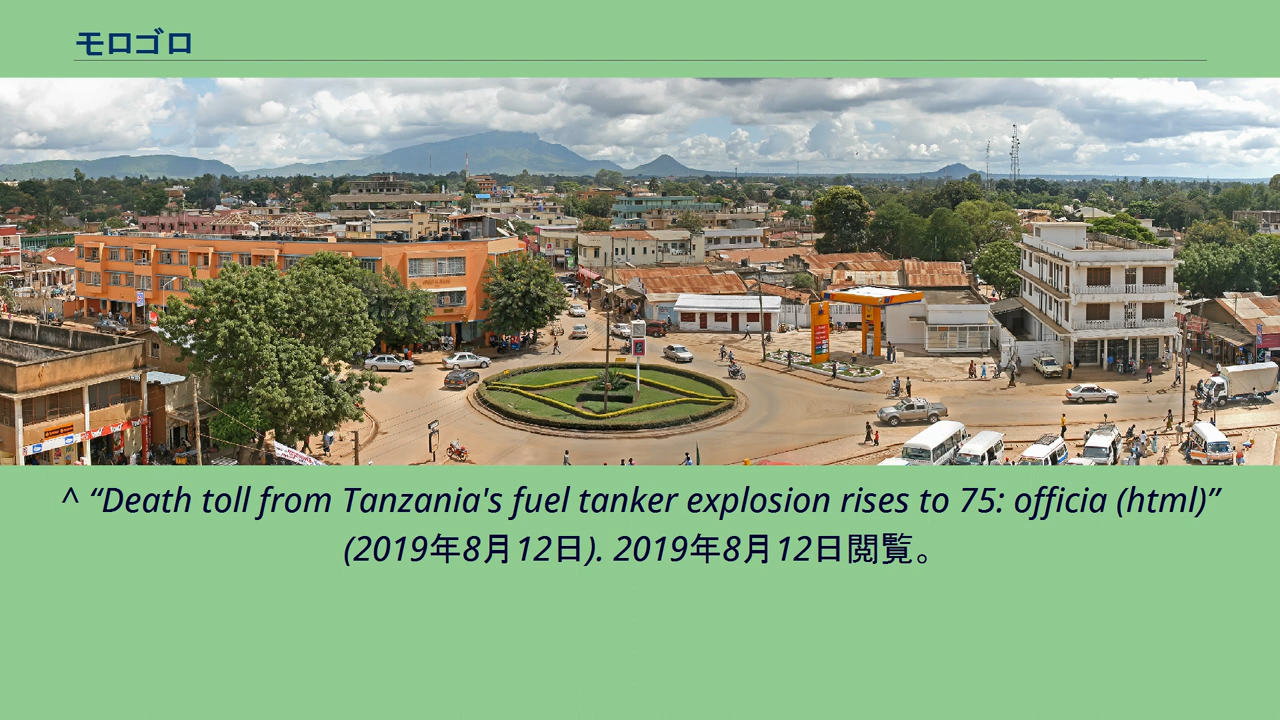 モロゴロ
^ “Death toll from Tanzania's fuel tanker explosion rises to 75: officia (html)”
(2019年8月12日). 2019年8月12日閲覧。